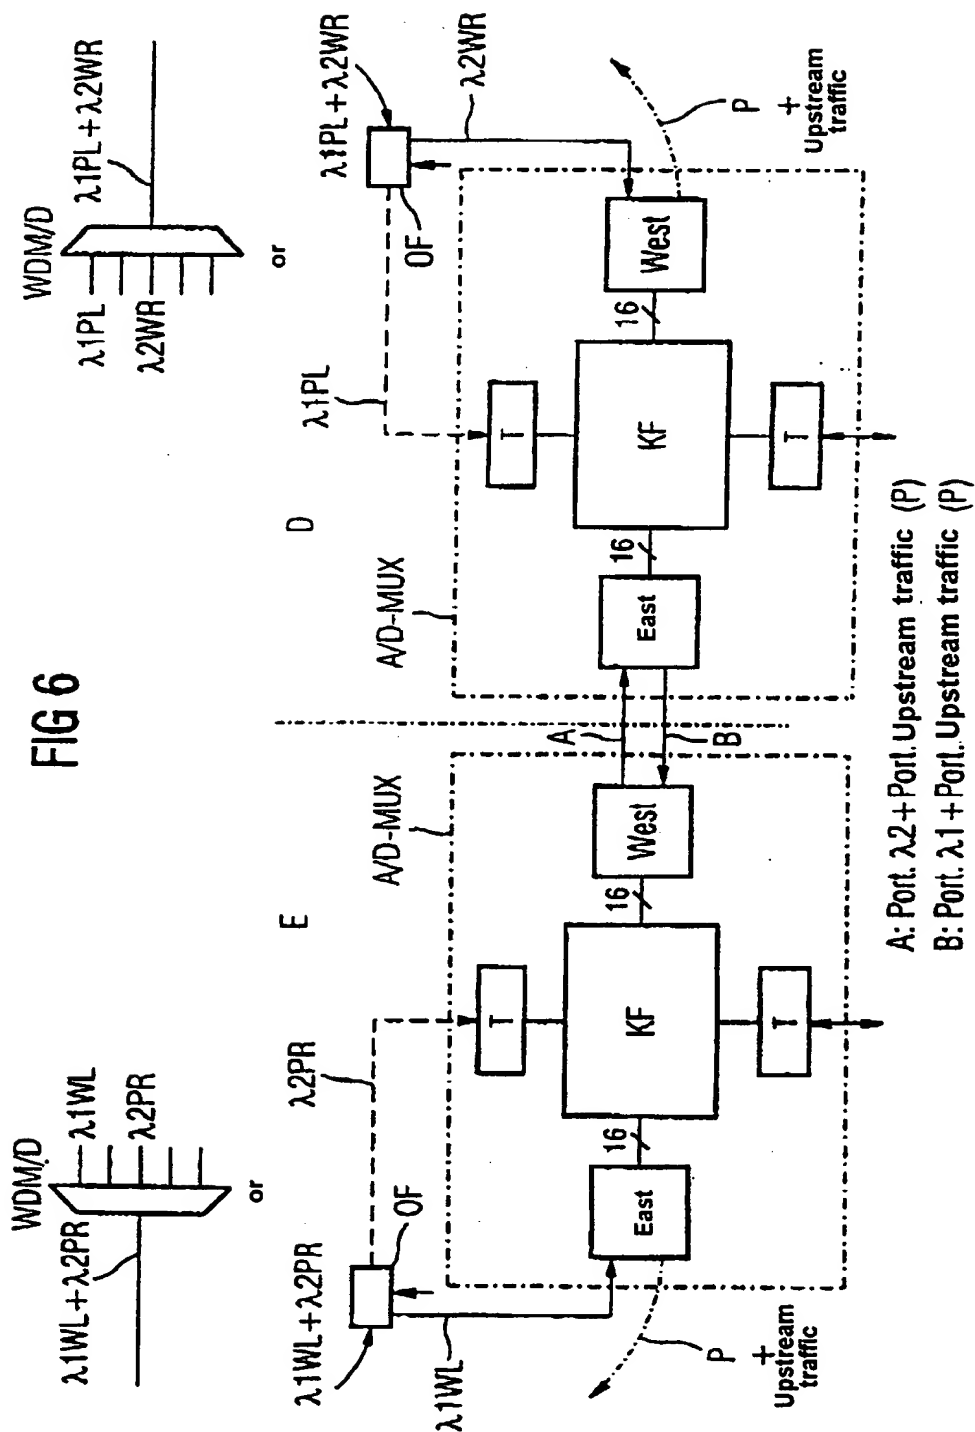 FIG 6
WDM/D
λ1WL+λ2PR
λ1WL
λ2PR
or
WDM/D
λ1PL
λ2WR
λ1PL+λ2WR
or
E
D
λ1WL+λ2PR
OF
λ2PR
λ1WL
A/D-MUX
A/D-MUX
λ1PL
OF
λ1PL+λ2WR
λ2WR
T
T
East
16
KF
16
West
A
B
East
16
KF
16
West
T
T
P
+
Upstream
traffic
P
+
Upstream
traffic
A: Port. λ2+Port. Upstream traffic (P)
B: Port. λ1+Port. Upstream traffic (P)